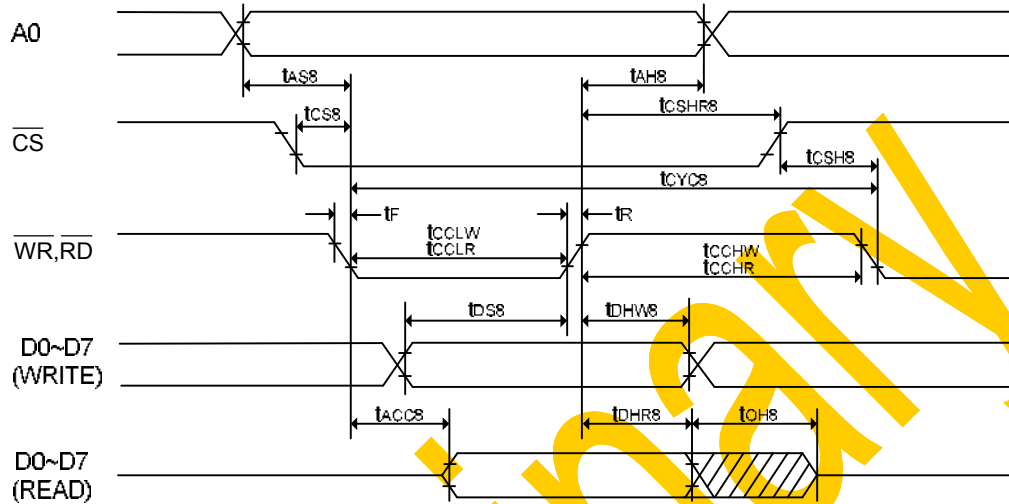 A0
tAS8
tAH8
tCS8
tCSHR8
CS
tCSH8
tCYC8
tF
tR
WR,RD
tCCLW
tCCLR
tCCHW
tCCHR
tDS8
tDHW8
D0~D7
(WRITE)
tACC8
tDHR8
tOH8
D0~D7
(READ)
inary